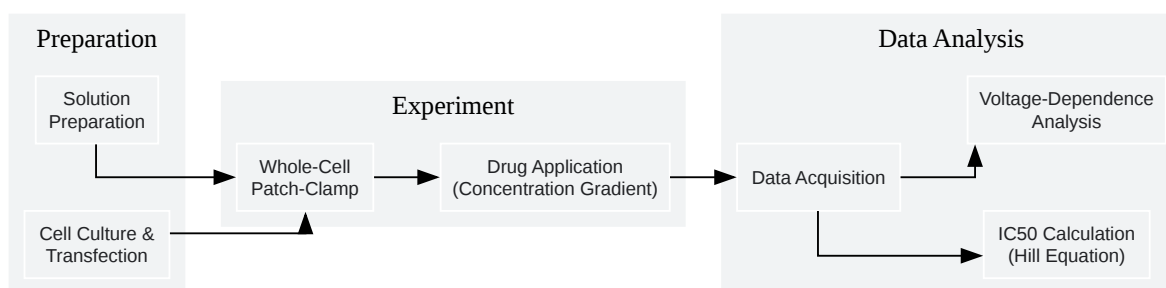 Preparation
Solution
Preparation
Cell Culture &
Transfection
Experiment
Whole-Cell
Patch-Clamp
Drug Application
(Concentration Gradient)
Data Analysis
Data Acquisition
Voltage-Dependence
Analysis
IC50 Calculation
(Hill Equation)